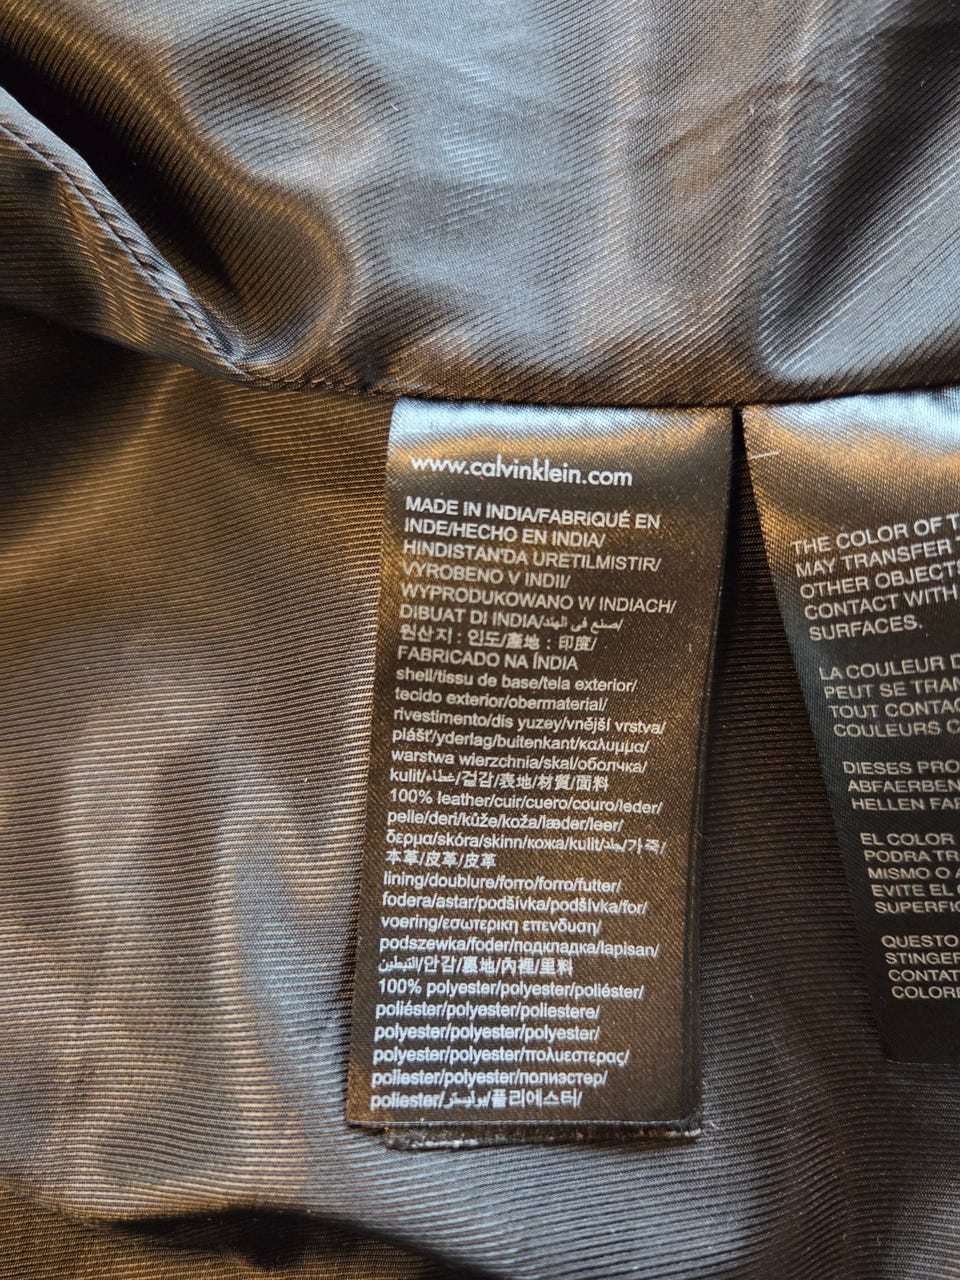 www.calvinklein.com
MADE IN INDIA/FABRIQUÉ EN
INDE/HECHO EN INDIA/
HINDISTAN'DA URETILMISTIR/
VYROBENO V INDII/
WYPRODUKOWANO W INDIACH/
DIBUAT DI INDIA/صنع في الهند/
원산지 : 인도/產地 : 印度/
FABRICADO NA ÍNDIA
shell/tissu de base/tela exterior/
tecido exterior/obermaterial/
rivestimento/dis yuzey/vnější vrstva/
plášť/yderlag/buitenkant/καλυμμα/
warstwa wierzchnia/skal/оболчка/
kulit/غطاء/겉감/表地/材質/面料
100% leather/cuir/cuero/couro/leder/
pelle/deri/kůže/koža/læder/leer/
δερμα/skóra/skinn/кожа/kulit/جلد/가죽/
本革/皮革/皮革
lining/doublure/forro/forro/futter/
fodera/astar/podšívka/podšívka/for/
voering/εσωτερικη επενδυση/
podszewka/foder/подкладка/lapisan/
التبطين/안감/裏地/內裡/里料
100% polyester/polyester/poliéster/
poliéster/polyester/poliestere/
polyester/polyester/polyester/
polyester/polyester/πολυεστερας/
poliester/polyester/полиэстер/
poliester/بوليستر/폴리에스터/
THE COLOR OF T
MAY TRANSFER T
OTHER OBJECTS
CONTACT WITH
SURFACES.
LA COULEUR D
PEUT SE TRAN
TOUT CONTAC
COULEURS C
DIESES PRO
ABFAERBEN
HELLEN FAR
EL COLOR
PODRA TR
MISMO O A
EVITE EL C
SUPERFIC
QUESTO
STINGER
CONTAT
COLORE